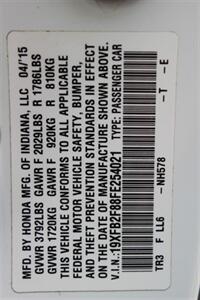 MFD. BY HONDA MFG. OF INDIANA, LLC 04/'15
GVWR 3792LBS GAWR F 2029LBS R 1786LBS
GVWR 1720KG GAWR F 920KG R 810KG
THIS VEHICLE CONFORMS TO ALL APPLICABLE
FEDERAL MOTOR VEHICLE SAFETY, BUMPER,
AND THEFT PREVENTION STANDARDS IN EFFECT
ON THE DATE OF MANUFACTURE SHOWN ABOVE.
V.I.N.: 19XFB2F88FE254021 TYPE: PASSENGER CAR
TR3 F LL6 -NH578 -T -E